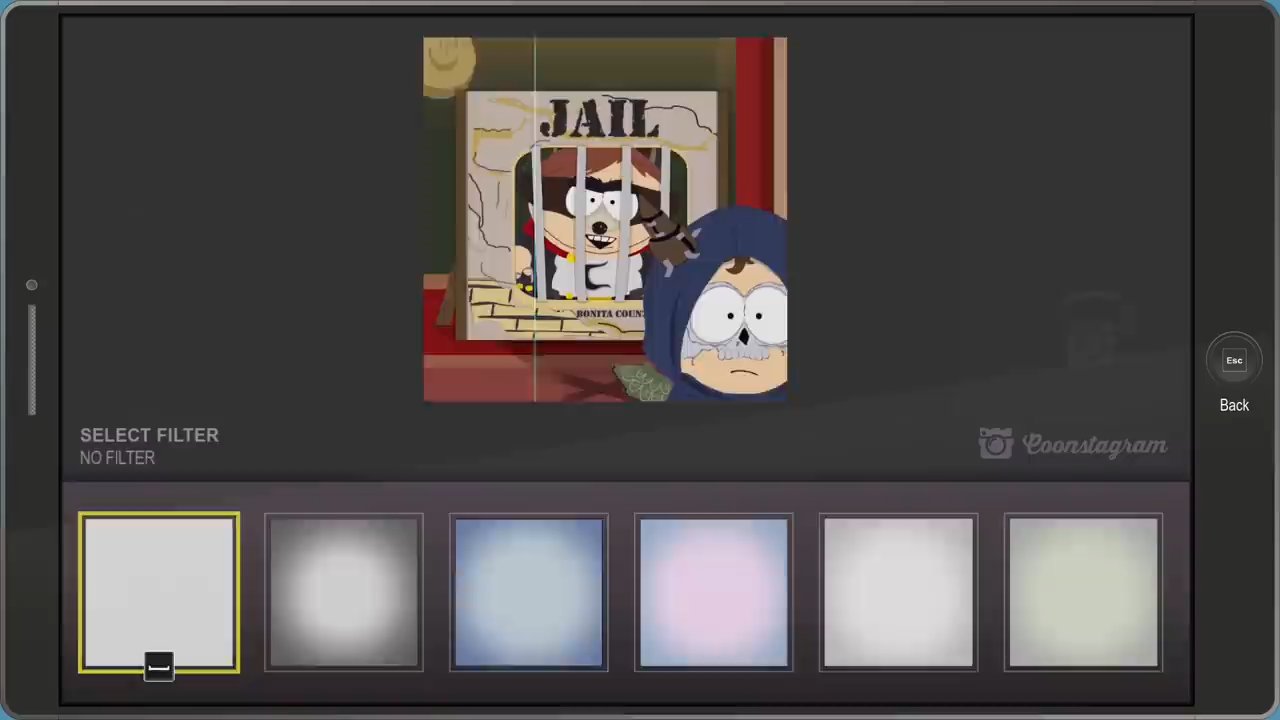 JAIL
BONITA COUN
Esc
Back
SELECT FILTER
NO FILTER
Coonstagram